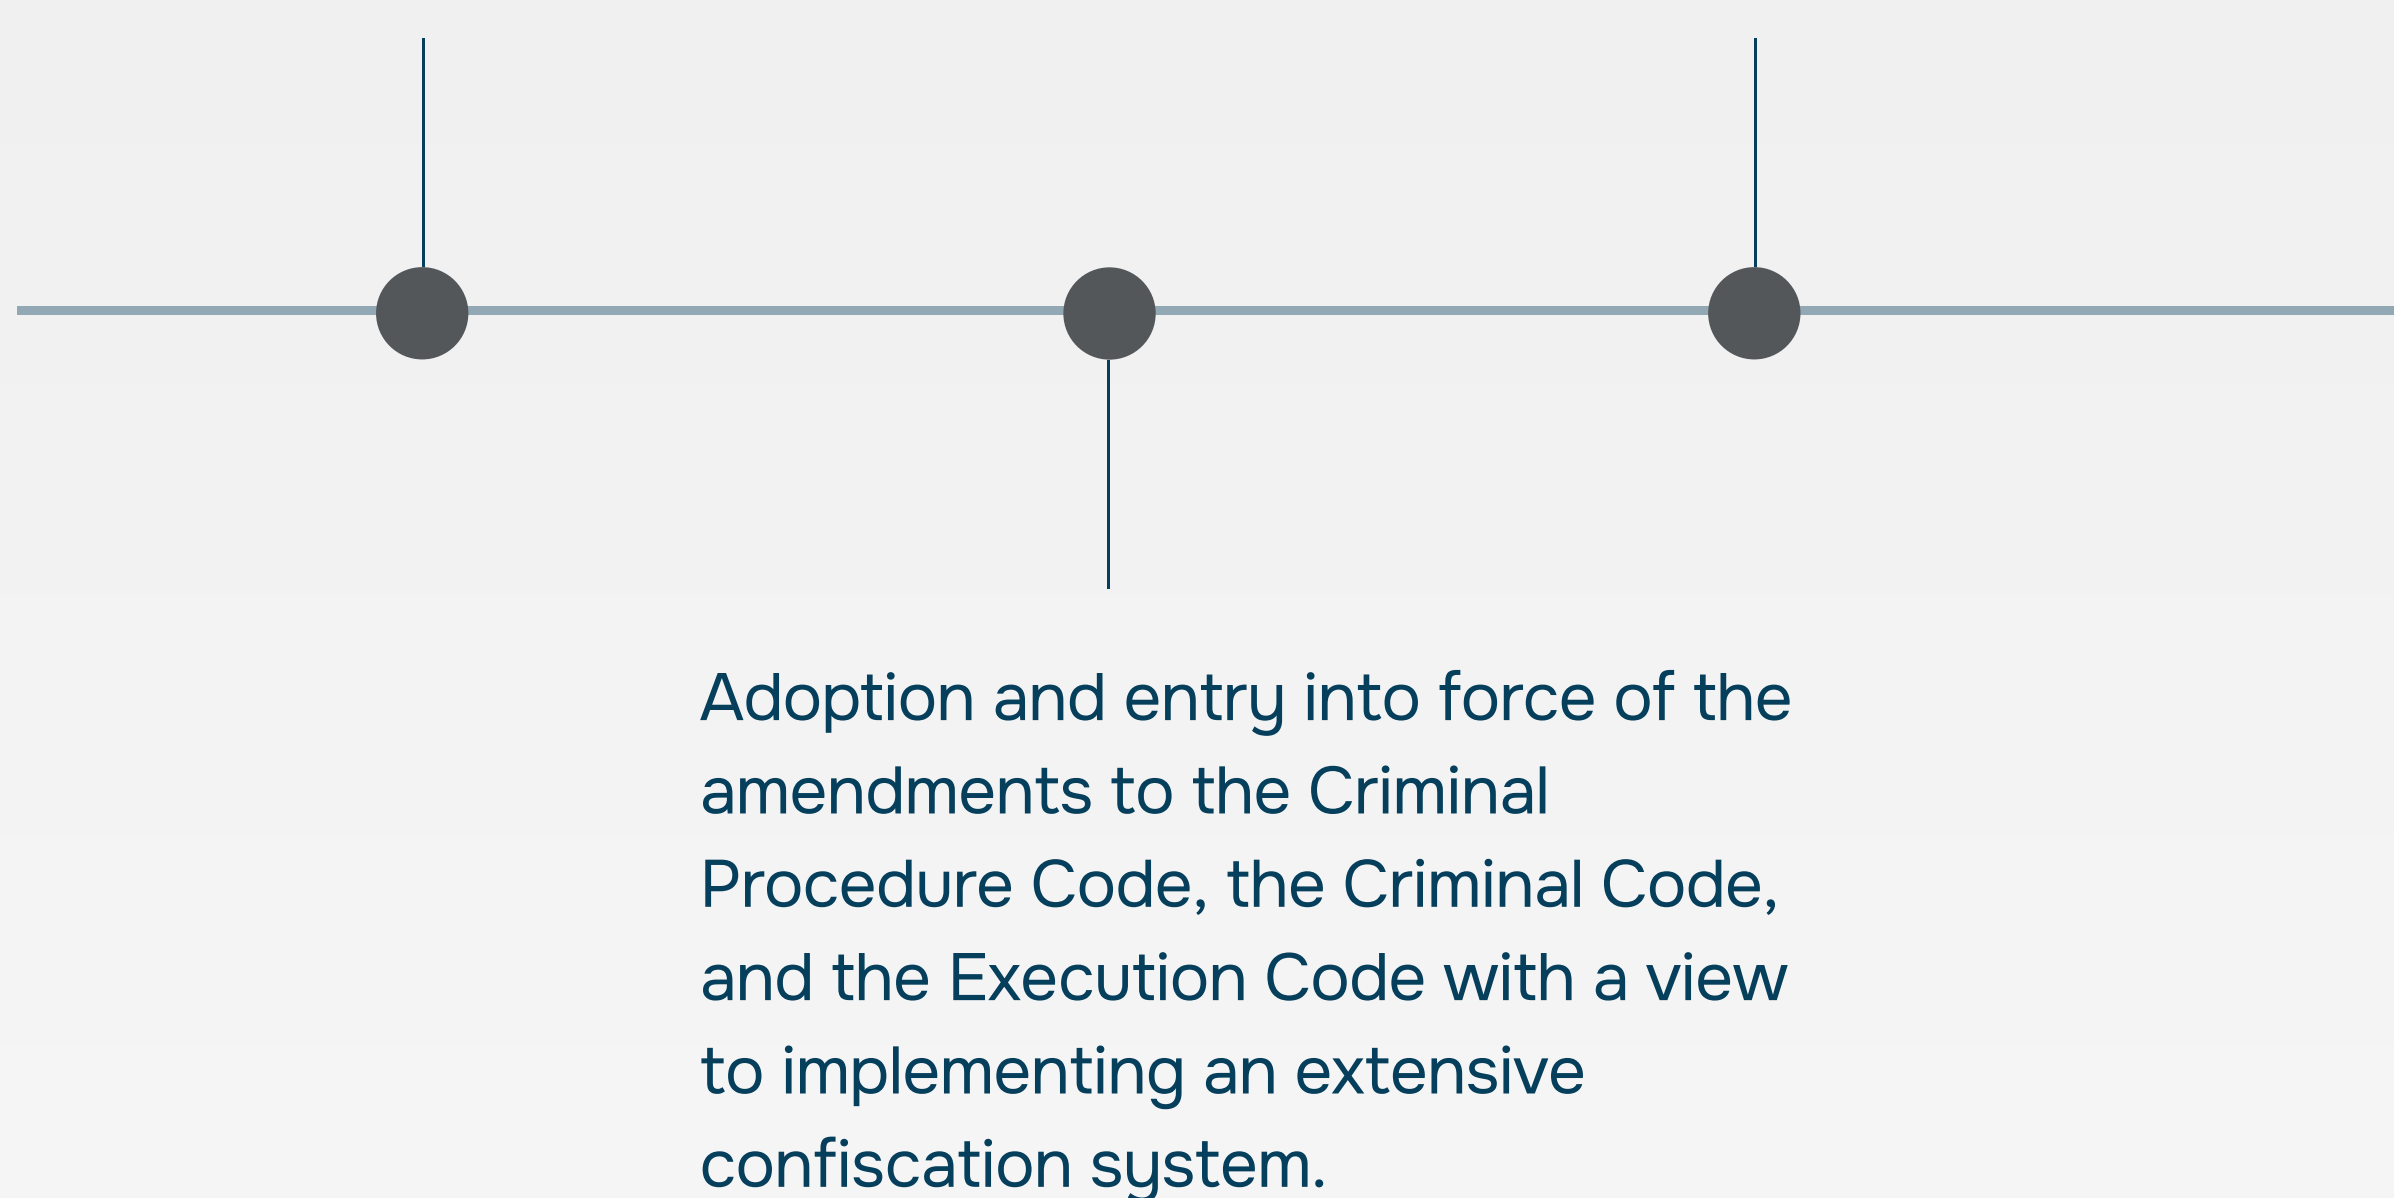 Adoption and entry into force of the
amendments to the Criminal
Procedure Code, the Criminal Code,
and the Execution Code with a view
to implementing an extensive
confiscation system.